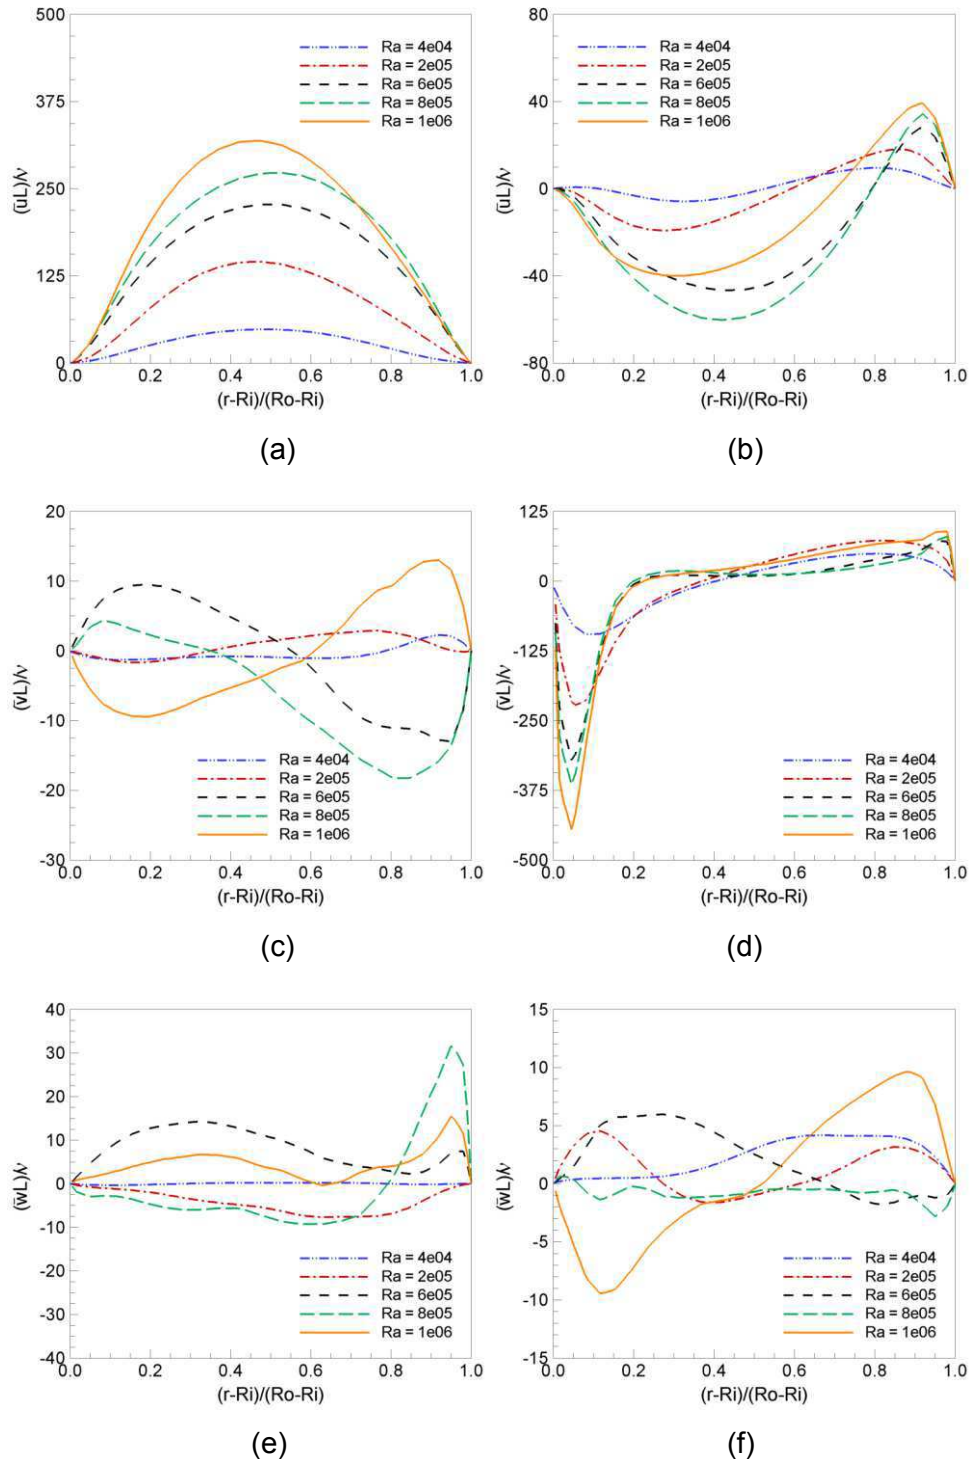 500
375
250
125
0
(ūL)/ν
Ra = 4e04
Ra = 2e05
Ra = 6e05
Ra = 8e05
Ra = 1e06
0.0 0.2 0.4 0.6 0.8 1.0
(r-Ri)/(Ro-Ri)
(a)
80
40
0
-40
-80
(ūL)/ν
Ra = 4e04
Ra = 2e05
Ra = 6e05
Ra = 8e05
Ra = 1e06
0.0 0.2 0.4 0.6 0.8 1.0
(r-Ri)/(Ro-Ri)
(b)
20
10
0
-10
-20
-30
(v̄L)/ν
Ra = 4e04
Ra = 2e05
Ra = 6e05
Ra = 8e05
Ra = 1e06
0.0 0.2 0.4 0.6 0.8 1.0
(r-Ri)/(Ro-Ri)
(c)
125
0
-125
-250
-375
-500
(v̄L)/ν
Ra = 4e04
Ra = 2e05
Ra = 6e05
Ra = 8e05
Ra = 1e06
0.0 0.2 0.4 0.6 0.8 1.0
(r-Ri)/(Ro-Ri)
(d)
40
30
20
10
0
-10
-20
-30
-40
(w̄L)/ν
Ra = 4e04
Ra = 2e05
Ra = 6e05
Ra = 8e05
Ra = 1e06
0.0 0.2 0.4 0.6 0.8 1.0
(r-Ri)/(Ro-Ri)
(e)
15
10
5
0
-5
-10
-15
(w̄L)/ν
Ra = 4e04
Ra = 2e05
Ra = 6e05
Ra = 8e05
Ra = 1e06
0.0 0.2 0.4 0.6 0.8 1.0
(r-Ri)/(Ro-Ri)
(f)